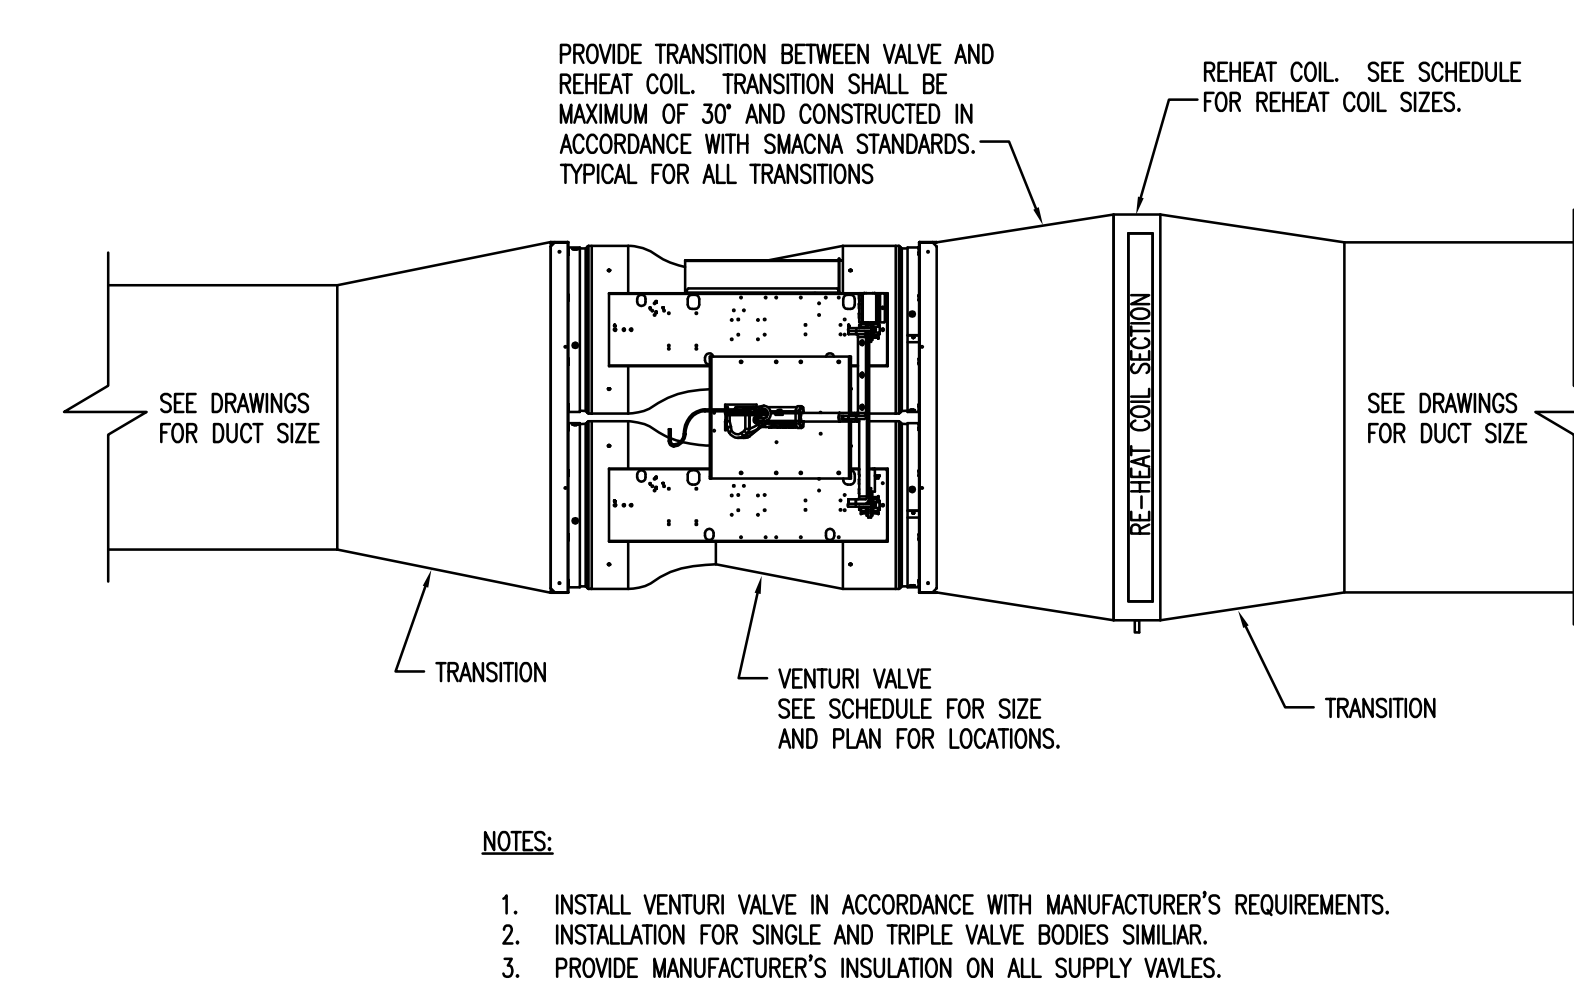 PROVIDE TRANSITION BETWEEN VALVE AND
REHEAT COIL. TRANSITION SHALL BE
MAXIMUM OF 30° AND CONSTRUCTED IN
ACCORDANCE WITH SMACNA STANDARDS.
TYPICAL FOR ALL TRANSITIONS
REHEAT COIL. SEE SCHEDULE
FOR REHEAT COIL SIZES.
SEE DRAWINGS
FOR DUCT SIZE
RE-HEAT COIL SECTION
SEE DRAWINGS
FOR DUCT SIZE
TRANSITION
VENTURI VALVE
SEE SCHEDULE FOR SIZE
AND PLAN FOR LOCATIONS.
TRANSITION
NOTES:
1. INSTALL VENTURI VALVE IN ACCORDANCE WITH MANUFACTURER'S REQUIREMENTS.
2. INSTALLATION FOR SINGLE AND TRIPLE VALVE BODIES SIMILIAR.
3. PROVIDE MANUFACTURER'S INSULATION ON ALL SUPPLY VAVLES.